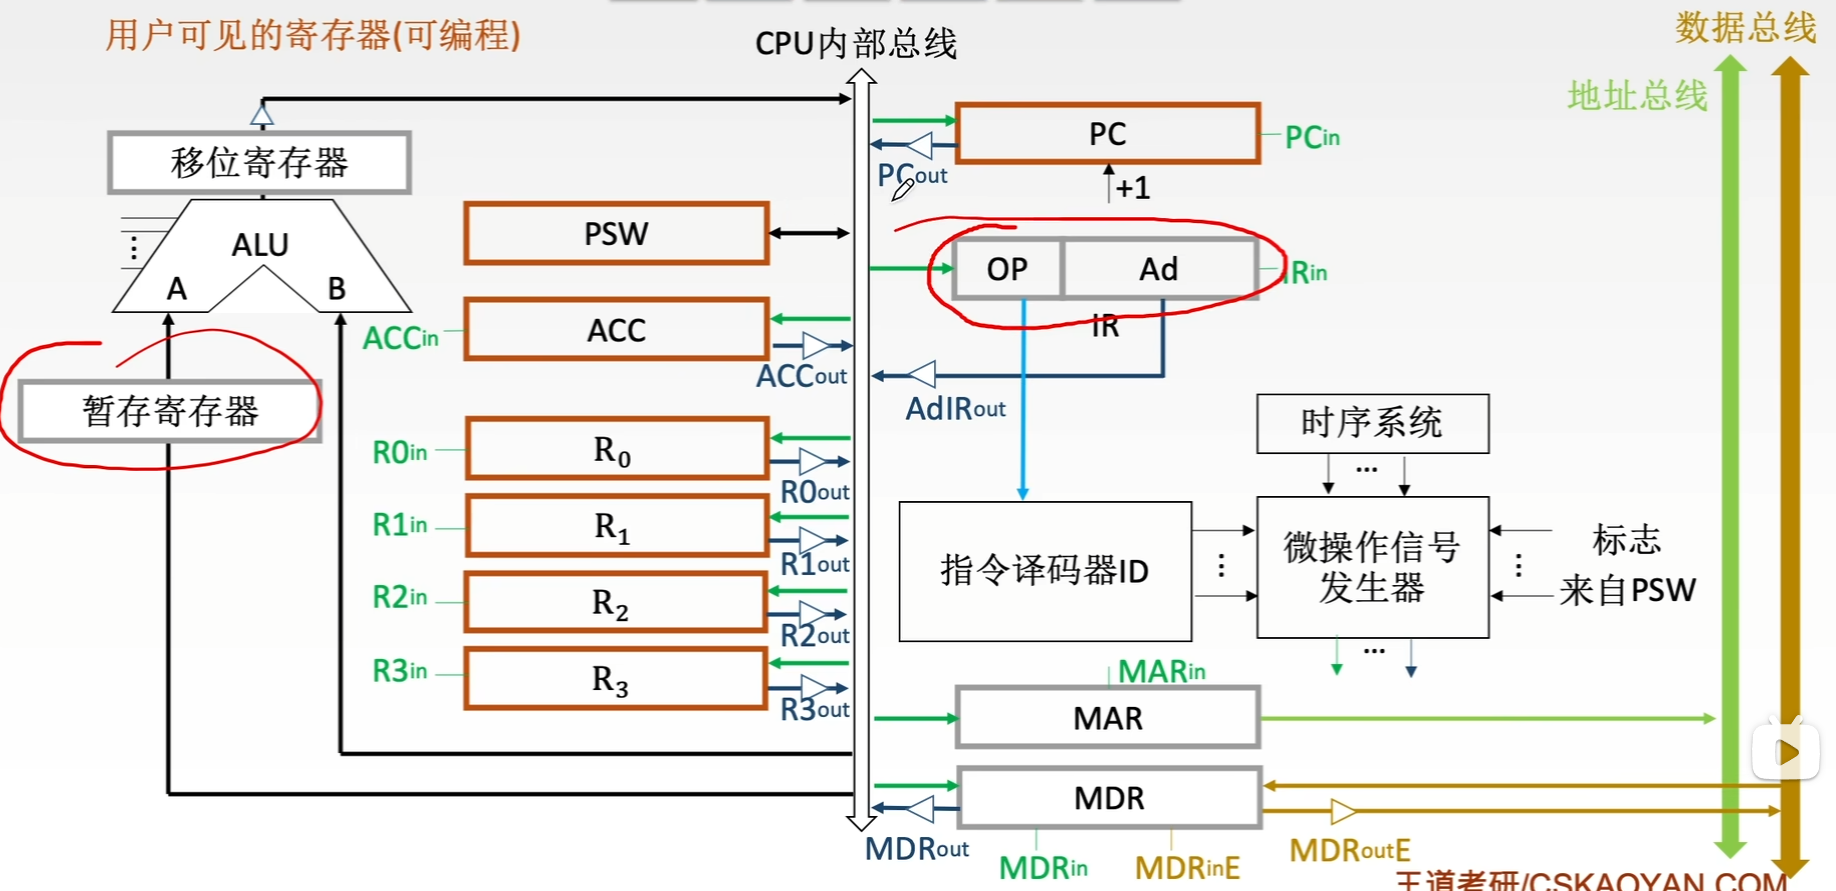 用户可见的寄存器(可编程)
CPU内部总线
数据总线
地址总线
移位寄存器
ALU
A
B
暂存寄存器
PSW
ACC
ACCin
ACCout
R0
R0in
R0out
R1
R1in
R1out
R2
R2in
R2out
R3
R3in
R3out
PC
PCin
PCout
+1
OP
Ad
IRin
IR
AdIRout
时序系统
...
指令译码器ID
⋮
微操作信号
发生器
⋮
标志
来自PSW
...
MARin
MAR
MDR
MDRout
MDRin
MDRinE
MDRoutE
王道考研/CSKAOYAN.COM